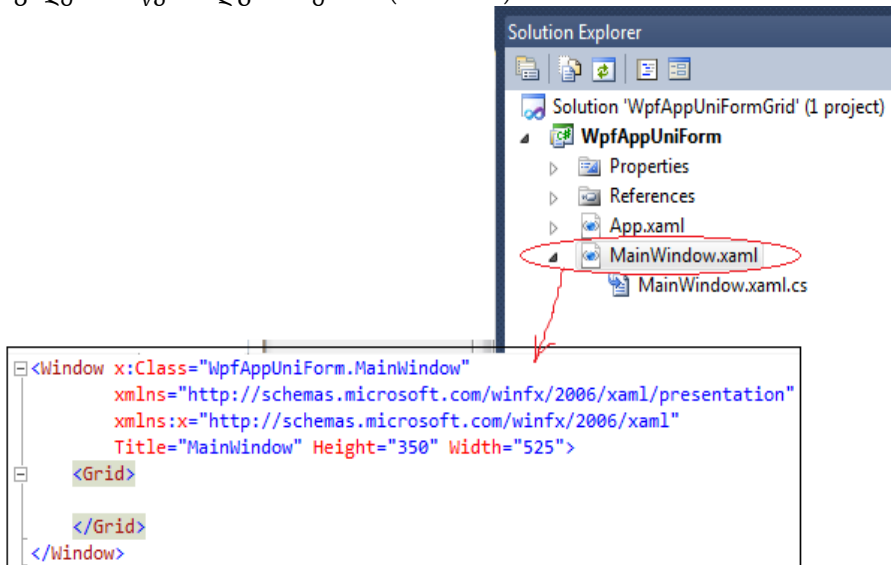 Solution Explorer
Solution 'WpfAppUniFormGrid' (1 project)
WpfAppUniForm
Properties
References
App.xaml
MainWindow.xaml
MainWindow.xaml.cs
<Window x:Class="WpfAppUniForm.MainWindow"
xmlns="http://schemas.microsoft.com/winfx/2006/xaml/presentation"
xmlns:x="http://schemas.microsoft.com/winfx/2006/xaml"
Title="MainWindow" Height="350" Width="525">
<Grid>
</Grid>
</Window>